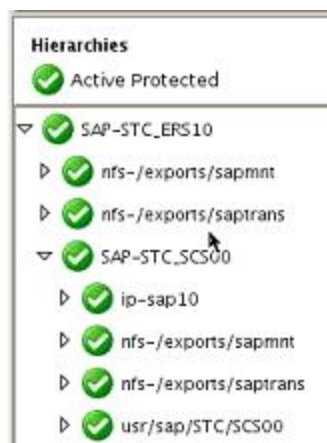 Hierarchies
Active Protected
SAP-STC_ERS10
nfs-/exports/sapmnt
nfs-/exports/saptrans
SAP-STC_SCS00
ip-sap10
nfs-/exports/sapmnt
nfs-/exports/saptrans
usr/sap/STC/SCS00